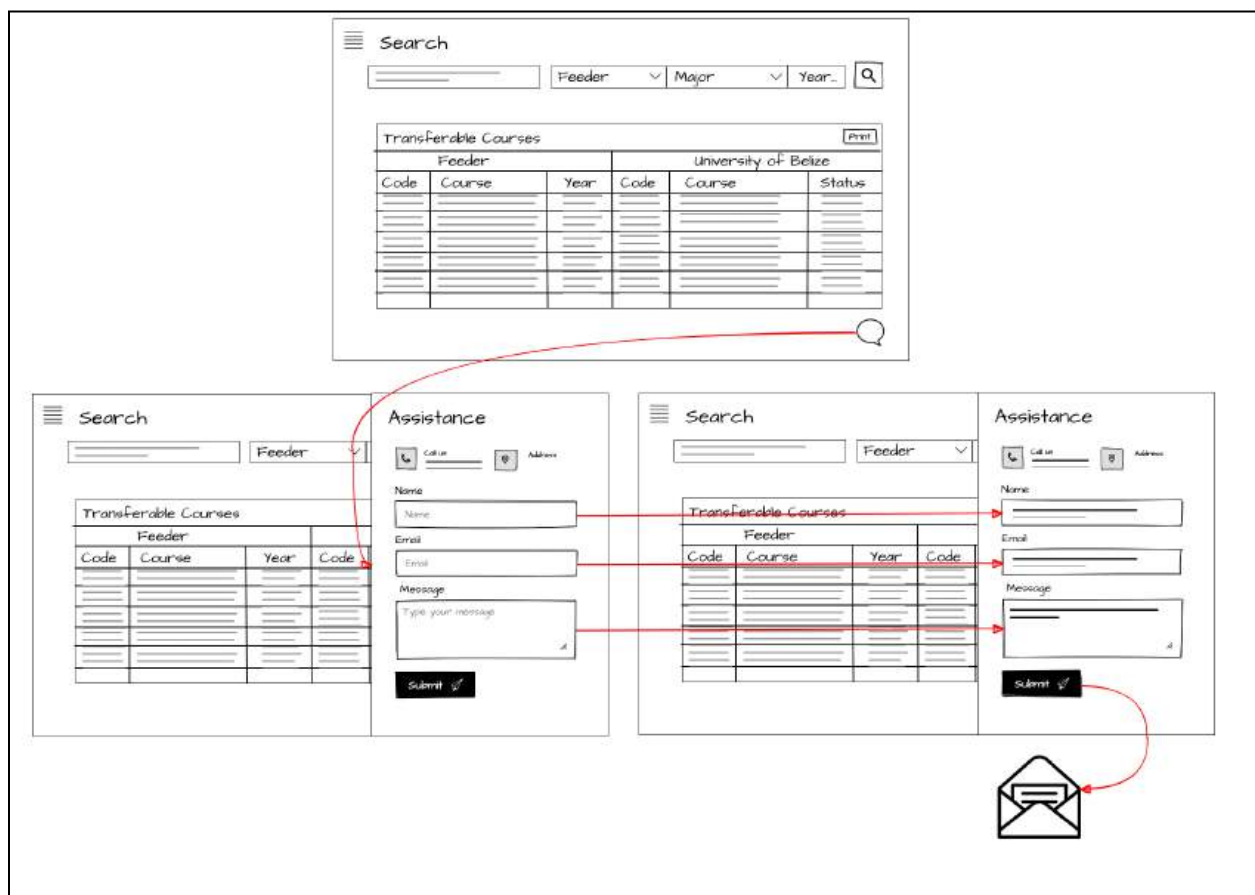 Search
Feeder Major Year...
Transferable Courses Print
Feeder University of Belize
Code Course Year Code Course Status
Search
Feeder
Transferable Courses
Feeder
Code Course Year Code
Assistance
Call us Address
Name
Name
Email
Email
Message
Type your message
Submit
Search
Feeder
Transferable Courses
Feeder
Code Course Year Code
Assistance
Call us Address
Name
Email
Message
Submit